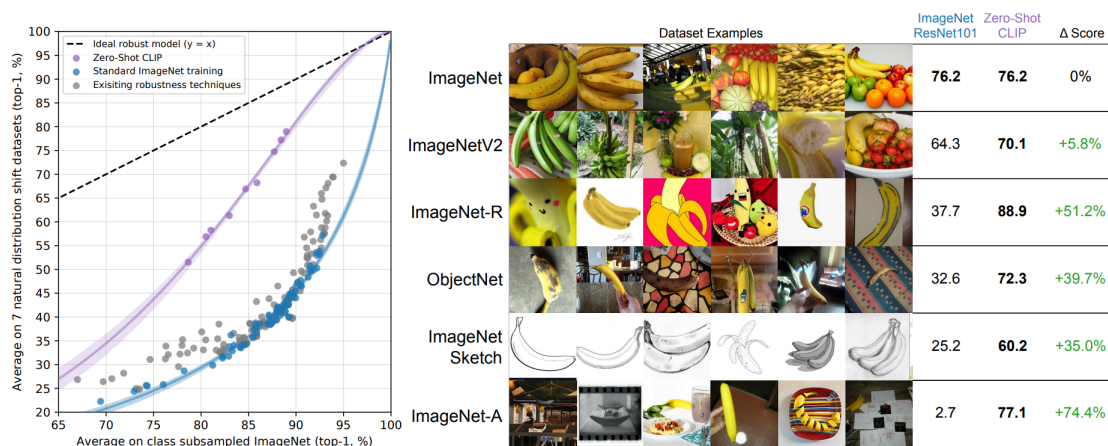 Average on 7 natural distribution shift datasets (top-1, %)
100
95
90
85
80
75
70
65
60
55
50
45
40
35
30
25
20
Ideal robust model (y = x)
Zero-Shot CLIP
Standard ImageNet training
Exisiting robustness techniques
65 70 75 80 85 90 95 100
Average on class subsampled ImageNet (top-1, %)
Dataset Examples
ImageNet
ResNet101
Zero-Shot
CLIP
Δ Score
ImageNet 76.2 76.2 0%
ImageNetV2 64.3 70.1 +5.8%
ImageNet-R 37.7 88.9 +51.2%
ObjectNet 32.6 72.3 +39.7%
ImageNet
Sketch 25.2 60.2 +35.0%
ImageNet-A 2.7 77.1 +74.4%